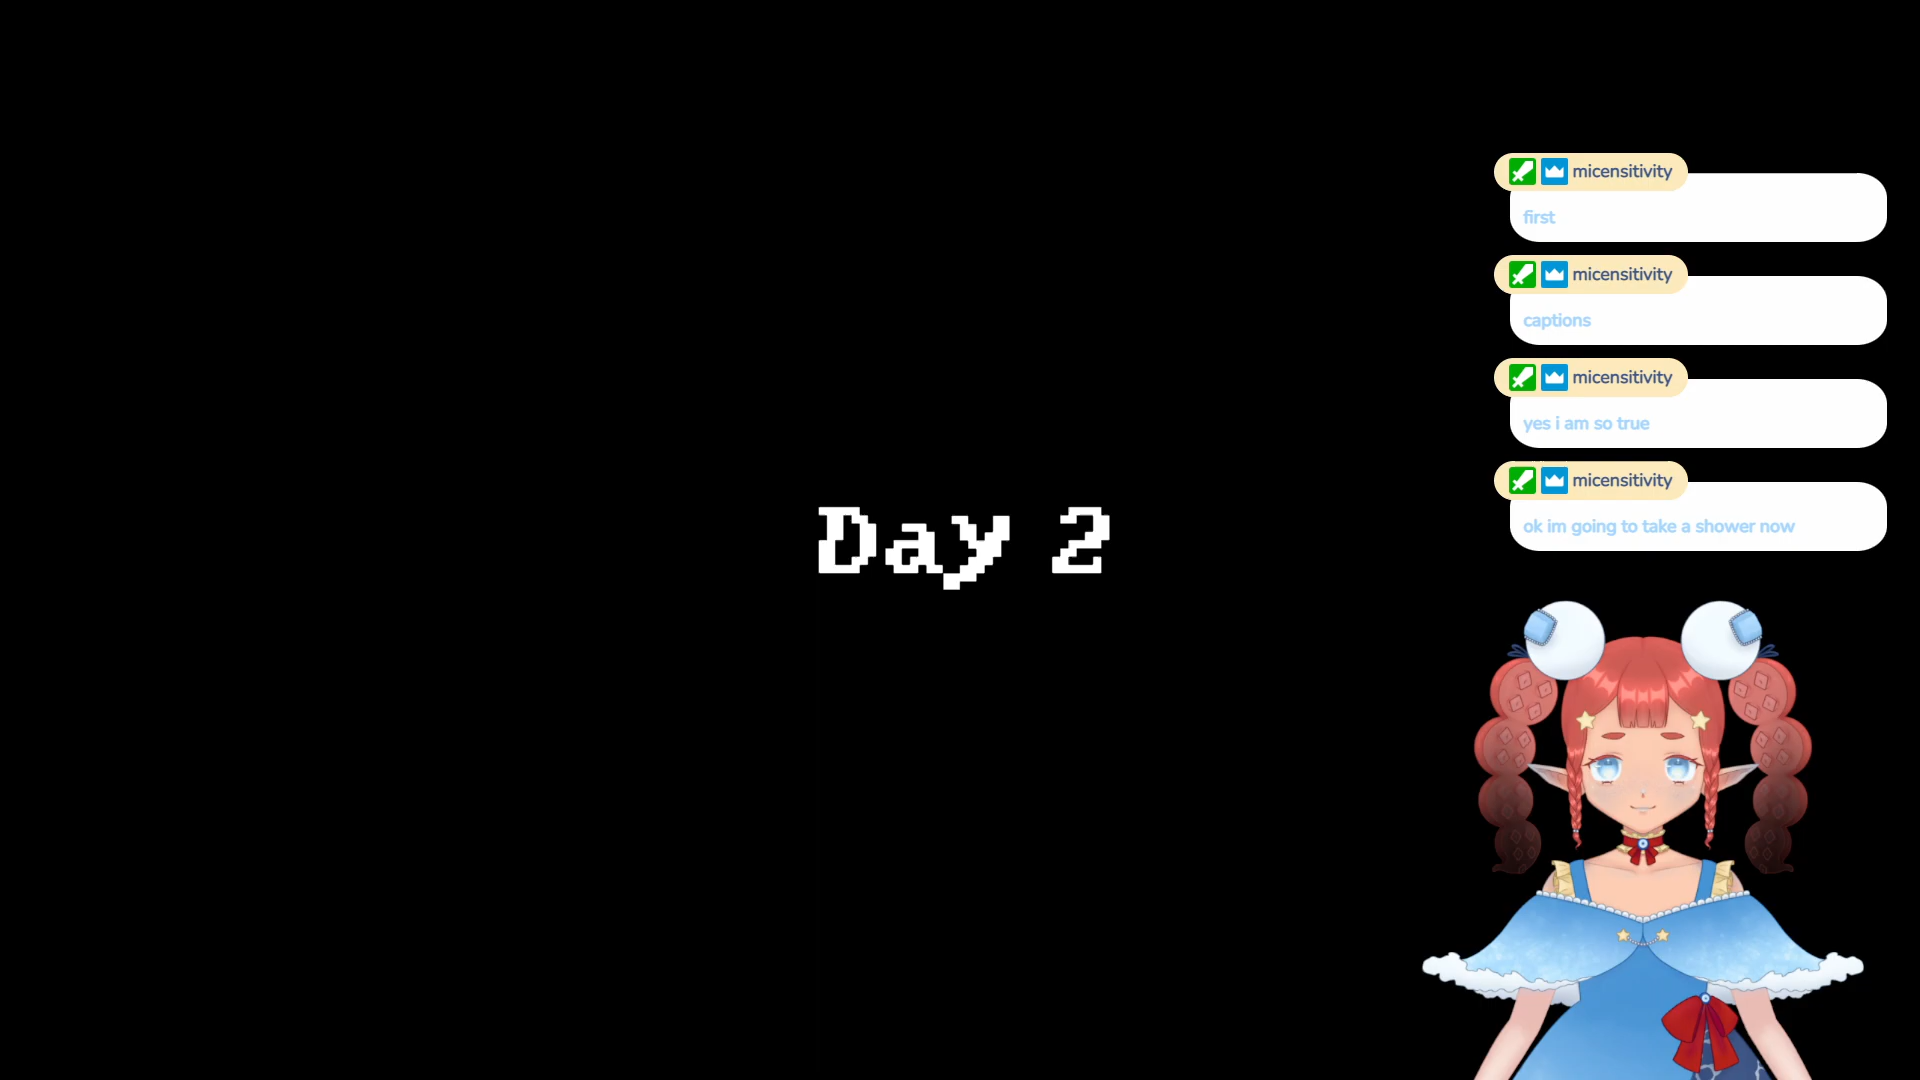 micensitivity
first
micensitivity
captions
micensitivity
yes i am so true
micensitivity
ok im going to take a shower now
Day 2